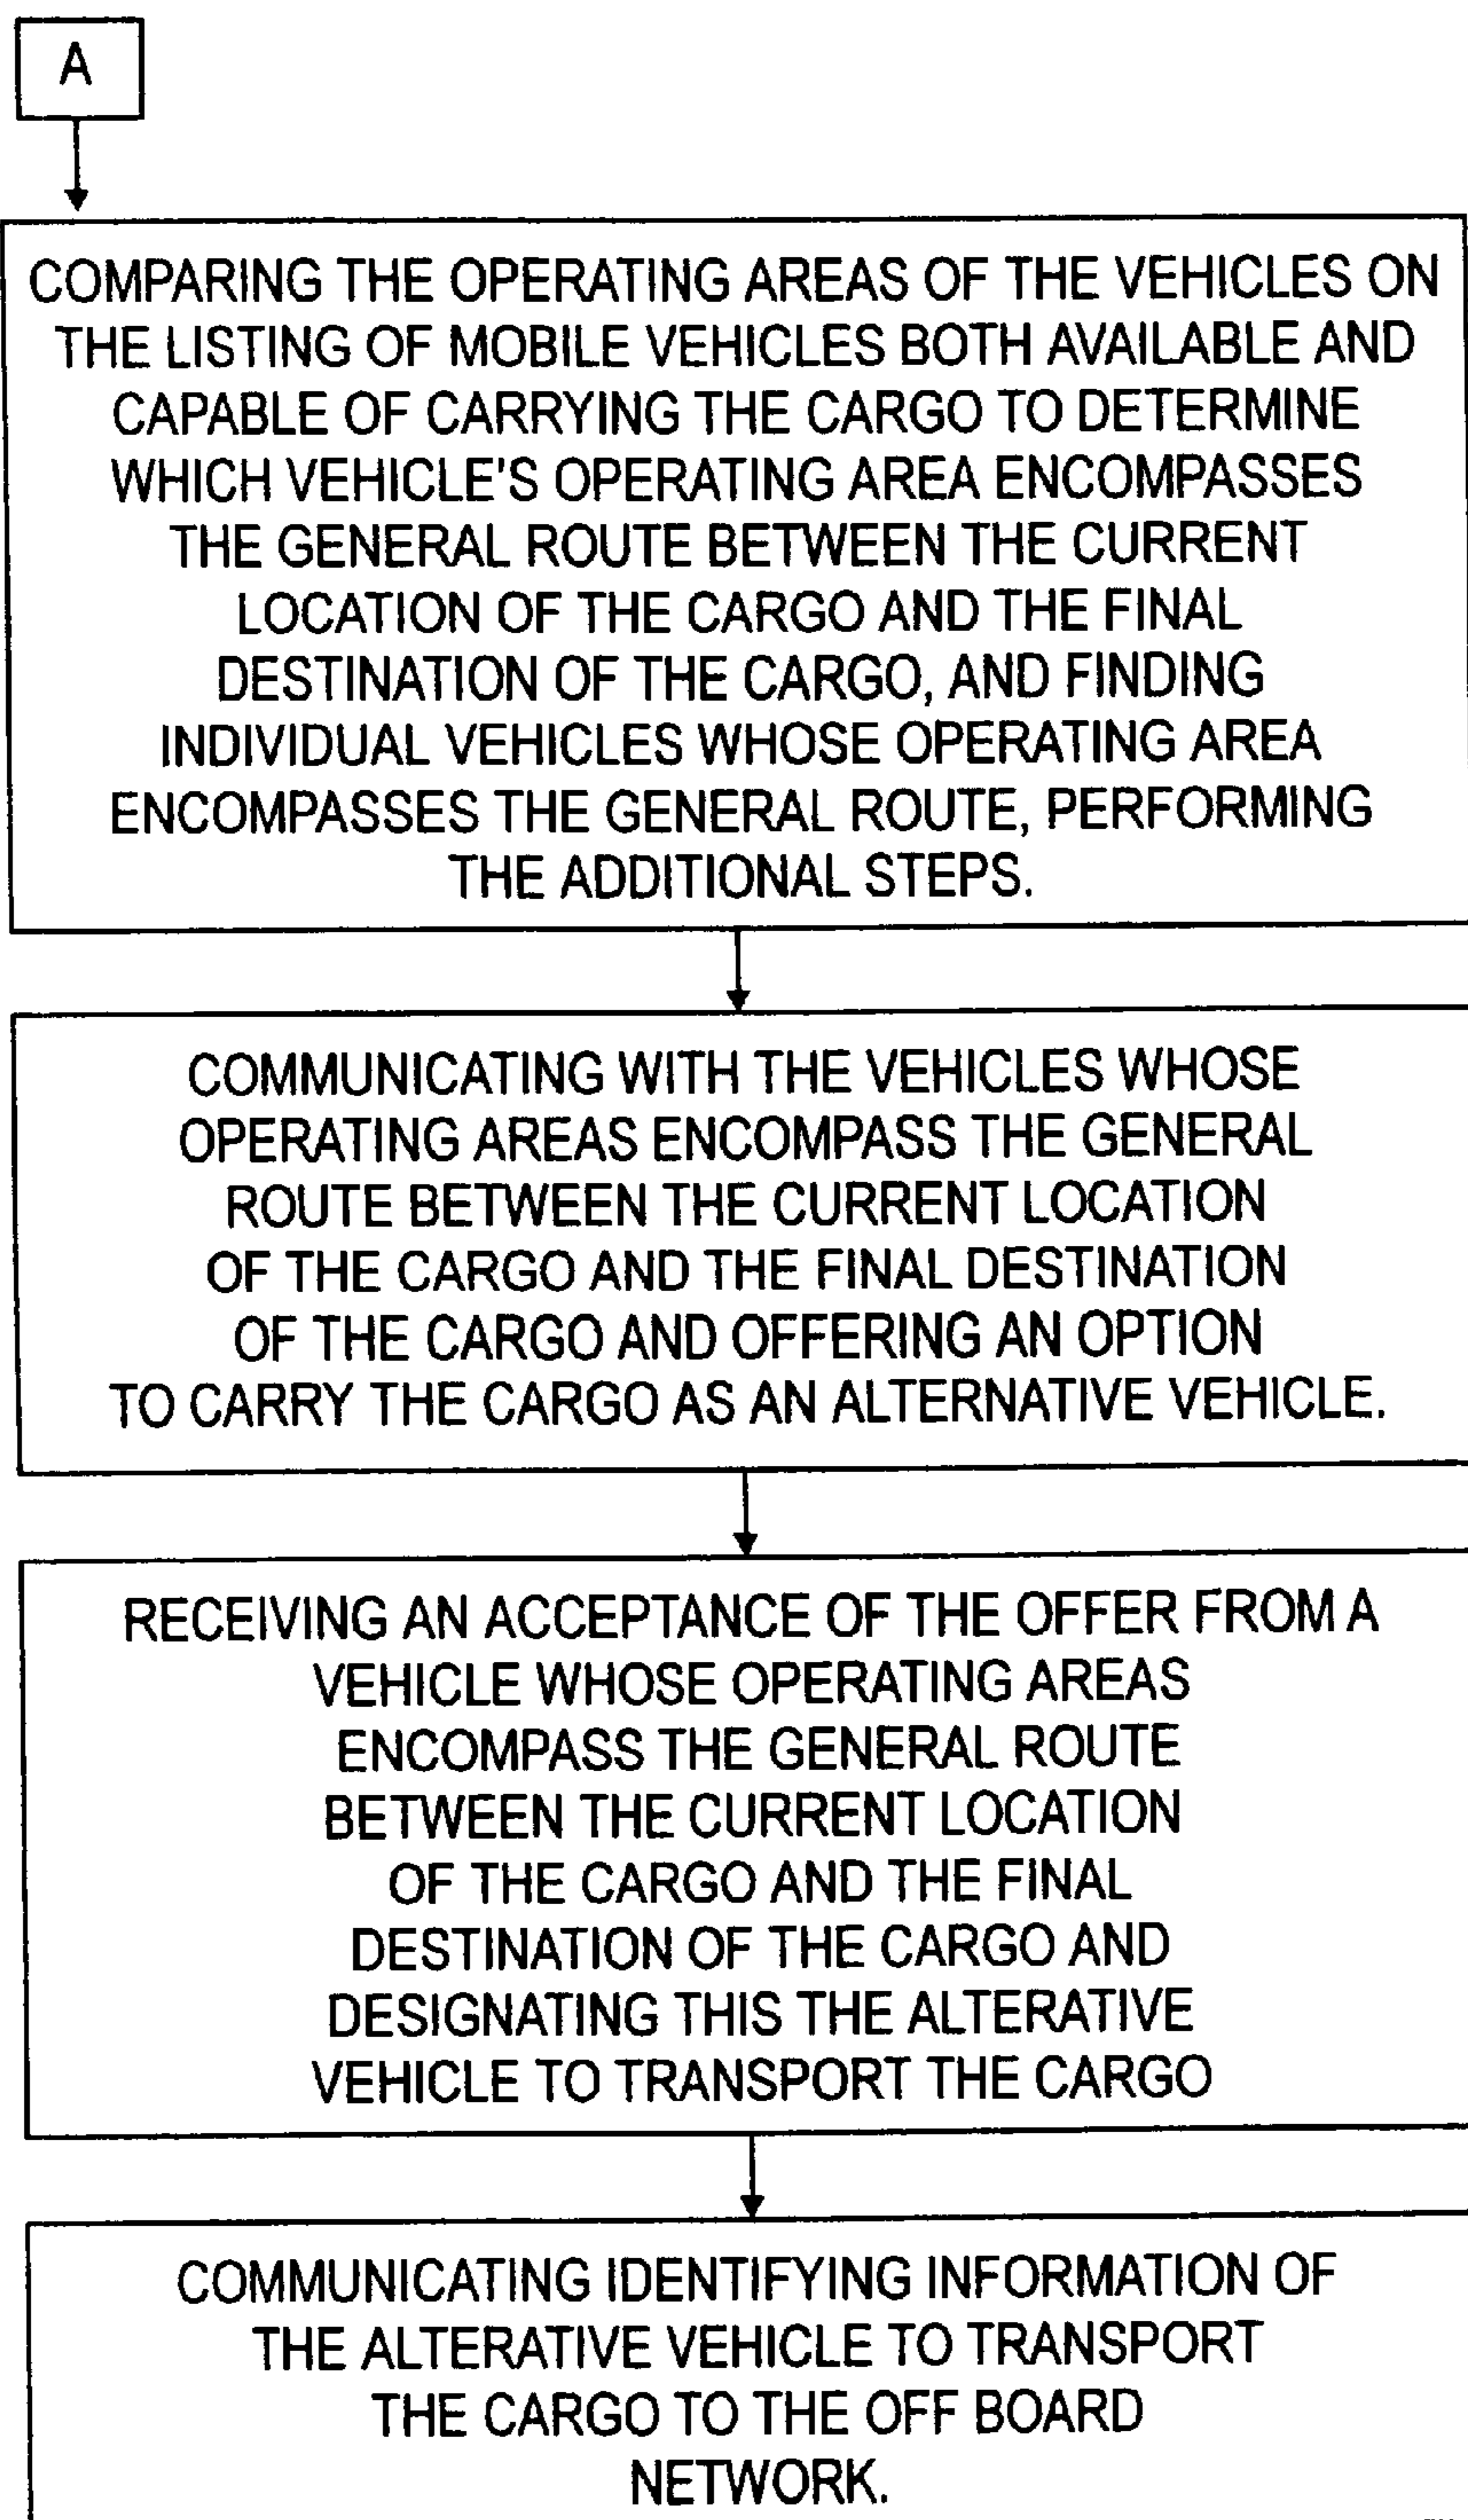 A
COMPARING THE OPERATING AREAS OF THE VEHICLES ON
THE LISTING OF MOBILE VEHICLES BOTH AVAILABLE AND
CAPABLE OF CARRYING THE CARGO TO DETERMINE
WHICH VEHICLE'S OPERATING AREA ENCOMPASSES
THE GENERAL ROUTE BETWEEN THE CURRENT
LOCATION OF THE CARGO AND THE FINAL
DESTINATION OF THE CARGO, AND FINDING
INDIVIDUAL VEHICLES WHOSE OPERATING AREA
ENCOMPASSES THE GENERAL ROUTE, PERFORMING
THE ADDITIONAL STEPS.
COMMUNICATING WITH THE VEHICLES WHOSE
OPERATING AREAS ENCOMPASS THE GENERAL
ROUTE BETWEEN THE CURRENT LOCATION
OF THE CARGO AND THE FINAL DESTINATION
OF THE CARGO AND OFFERING AN OPTION
TO CARRY THE CARGO AS AN ALTERNATIVE VEHICLE.
RECEIVING AN ACCEPTANCE OF THE OFFER FROM A
VEHICLE WHOSE OPERATING AREAS
ENCOMPASS THE GENERAL ROUTE
BETWEEN THE CURRENT LOCATION
OF THE CARGO AND THE FINAL
DESTINATION OF THE CARGO AND
DESIGNATING THIS THE ALTERATIVE
VEHICLE TO TRANSPORT THE CARGO
COMMUNICATING IDENTIFYING INFORMATION OF
THE ALTERATIVE VEHICLE TO TRANSPORT
THE CARGO TO THE OFF BOARD
NETWORK.